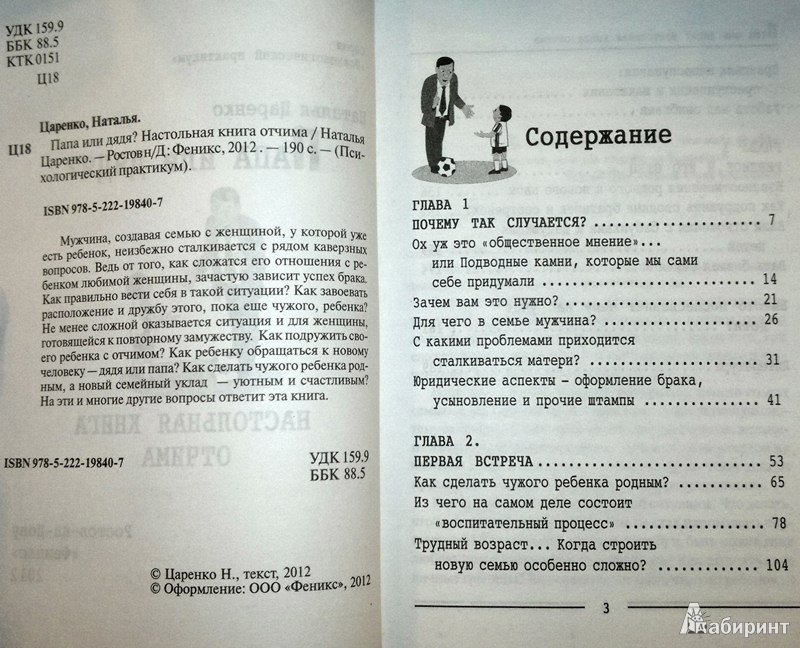 УДК 159.9
ББК 88.5
КТК 0151
Ц18
Царенко, Наталья.
Ц18 Папа или дядя? Настольная книга отчима / Наталья
Царенко. — Ростов н/Д: Феникс, 2012. — 190 с. — (Пси-
хологический практикум).
ISBN 978-5-222-19840-7
Мужчина, создавая семью с женщиной, у которой уже
есть ребенок, неизбежно сталкивается с рядом каверзных
вопросов. Ведь от того, как сложатся его отношения с ре-
бенком любимой женщины, зачастую зависит успех брака.
Как правильно вести себя в такой ситуации? Как завоевать
расположение и дружбу этого, пока еще чужого, ребенка?
Не менее сложной оказывается ситуация и для женщины,
готовящейся к повторному замужеству. Как подружить сво-
его ребенка с отчимом? Как ребенку обращаться к новому
человеку — дядя или папа? Как сделать чужого ребенка род-
ным, а новый семейный уклад — уютным и счастливым?
На эти и многие другие вопросы ответит эта книга.
ISBN 978-5-222-19840-7
УДК 159.9
ББК 88.5
© Царенко Н., текст, 2012
© Оформление: ООО «Феникс», 2012
Содержание
ГЛАВА 1
ПОЧЕМУ ТАК СЛУЧАЕТСЯ? ...................... 7
Ох уж это «общественное мнение»...
или Подводные камни, которые мы сами
себе придумали ...................... 14
Зачем вам это нужно? ...................... 21
Для чего в семье мужчина? ...................... 26
С какими проблемами приходится
сталкиваться матери? ...................... 31
Юридические аспекты – оформление брака,
усыновление и прочие штампы .............. 41
ГЛАВА 2.
ПЕРВАЯ ВСТРЕЧА ...................... 53
Как сделать чужого ребенка родным? .......... 65
Из чего на самом деле состоит
«воспитательный процесс» ................. 78
Трудный возраст... Когда строить
новую семью особенно сложно? ............. 104
3
Лабиринт